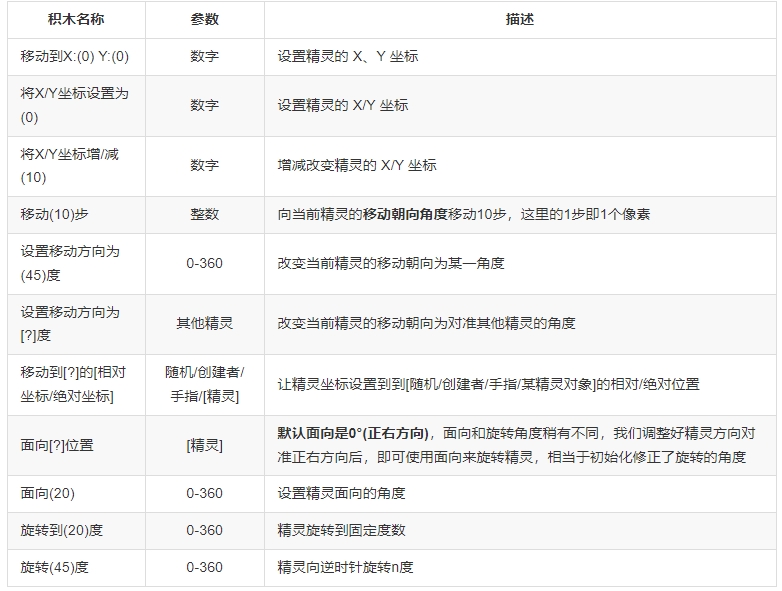 积木名称 参数 描述
移动到X:(0) Y:(0) 数字 设置精灵的 X、Y 坐标
将X/Y坐标设置为
(0)
数字 设置精灵的 X/Y 坐标
将X/Y坐标增/减
(10)
数字 增减改变精灵的 X/Y 坐标
移动(10)步 整数 向当前精灵的移动朝向角度移动10步，这里的1步即1个像素
设置移动方向为
(45)度
0-360 改变当前精灵的移动朝向为某一角度
设置移动方向为
[?]度
其他精灵 改变当前精灵的移动朝向为对准其他精灵的角度
移动到[?]的[相对
坐标/绝对坐标]
随机/创建者/
手指/[精灵]
让精灵坐标设置到到[随机/创建者/手指/某精灵对象]的相对/绝对位置
面向[?]位置 [精灵]
默认面向是0°(正右方向)，面向和旋转角度稍有不同，我们调整好精灵方向对
准正右方向后，即可使用面向来旋转精灵，相当于初始化修正了旋转的角度
面向(20) 0-360 设置精灵面向的角度
旋转到(20)度 0-360 精灵旋转到固定度数
旋转(45)度 0-360 精灵向逆时针旋转n度